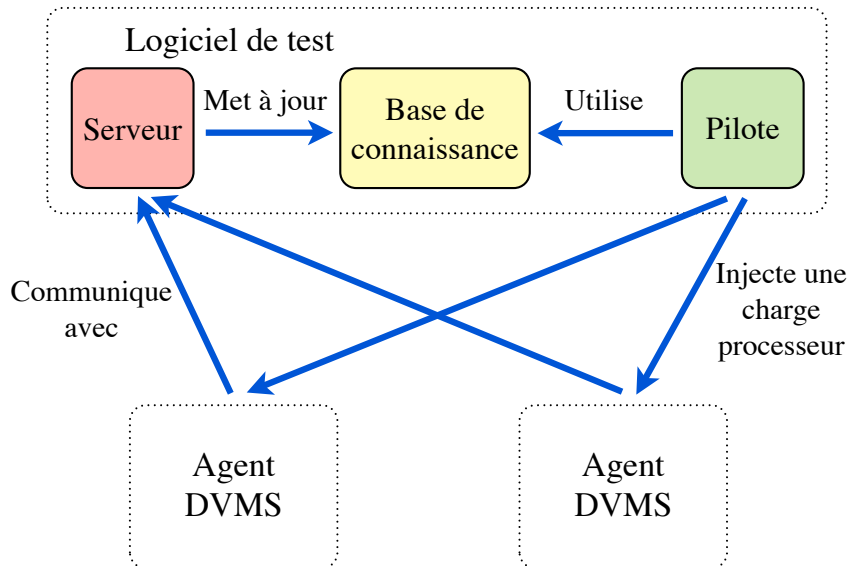 Logiciel de test
Serveur
Met à jour
Base de
connaissance
Utilise
Pilote
Communique
avec
Injecte une
charge
processeur
Agent
DVMS
Agent
DVMS